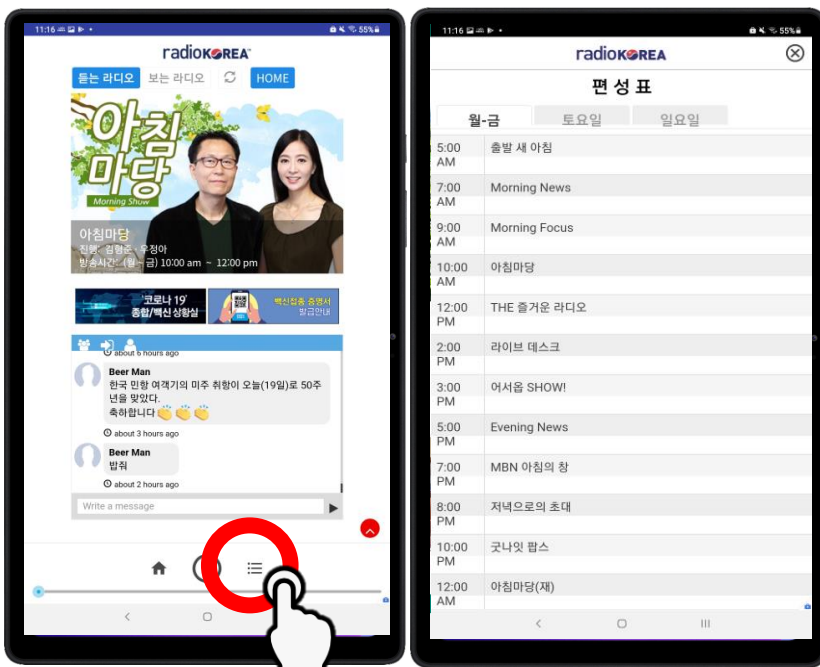 11:16
55%
radioKOREA
듣는 라디오 보는 라디오 HOME
아침
마당
Morning Show
아침마당
진행: 김형준 · 우정아
방송시간: (월 ~ 금) 10:00 am ~ 12:00 pm
'코로나 19'
종합/백신 상황실
백신접종 증명서
발급안내
about 6 hours ago
Beer Man
한국 민항 여객기의 미주 취항이 오늘(19일)로 50주
년을 맞았다.
축하합니다
about 3 hours ago
Beer Man
밥줘
about 2 hours ago
Write a message
11:16
55%
radioKOREA
편 성 표
월-금 토요일 일요일
5:00 출발 새 아침
AM
7:00 Morning News
AM
9:00 Morning Focus
AM
10:00 아침마당
AM
12:00 THE 즐거운 라디오
PM
2:00 라이브 데스크
PM
3:00 어서옵 SHOW!
PM
5:00 Evening News
PM
7:00 MBN 아침의 창
PM
8:00 저녁으로의 초대
PM
10:00 굿나잇 팝스
PM
12:00 아침마당(재)
AM